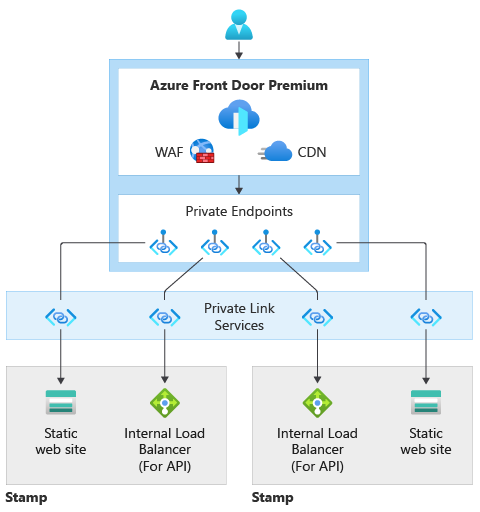 Azure Front Door Premium
WAF
CDN
Private Endpoints
Private Link
Services
Static
web site
Internal Load
Balancer
(For API)
Internal Load
Balancer
(For API)
Static
web site
Stamp
Stamp